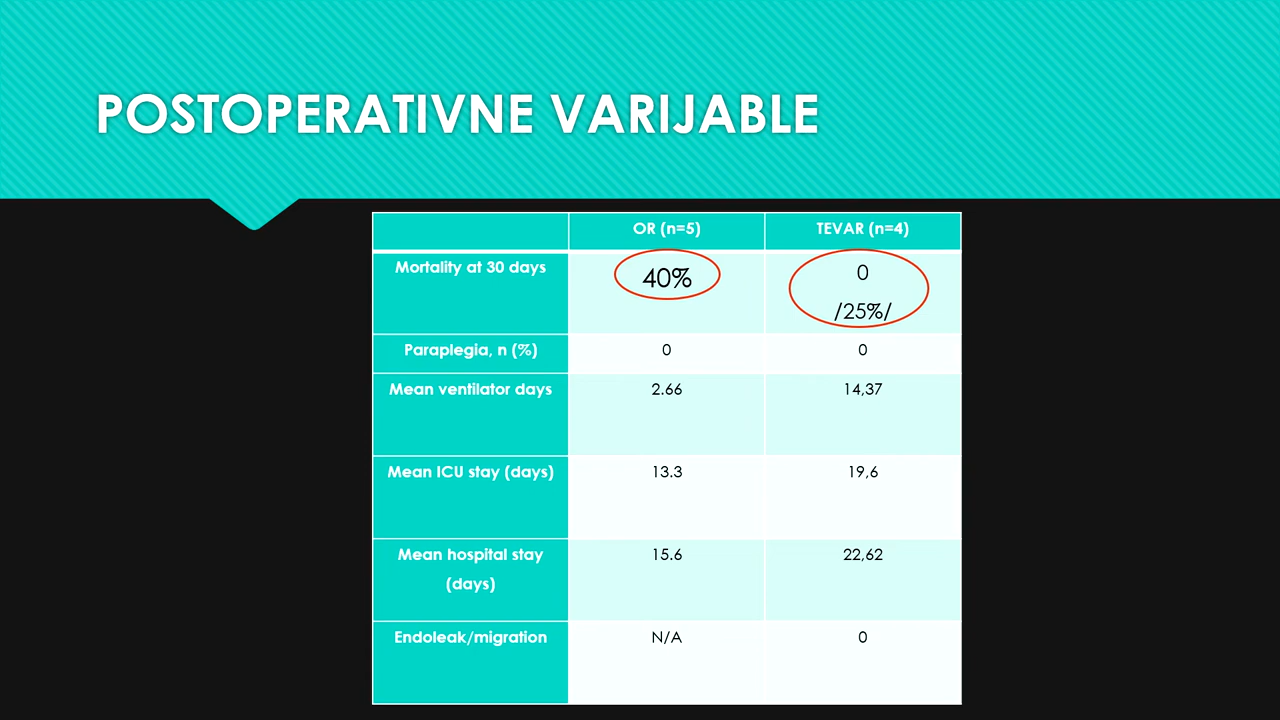 POSTOPERATIVNE VARIJABLE
OR (n=5) TEVAR (n=4)
Mortality at 30 days 40% 0
/25%/
Paraplegia, n (%) 0 0
Mean ventilator days 2.66 14,37
Mean ICU stay (days) 13.3 19,6
Mean hospital stay 15.6 22,62
(days)
Endoleak/migration N/A 0